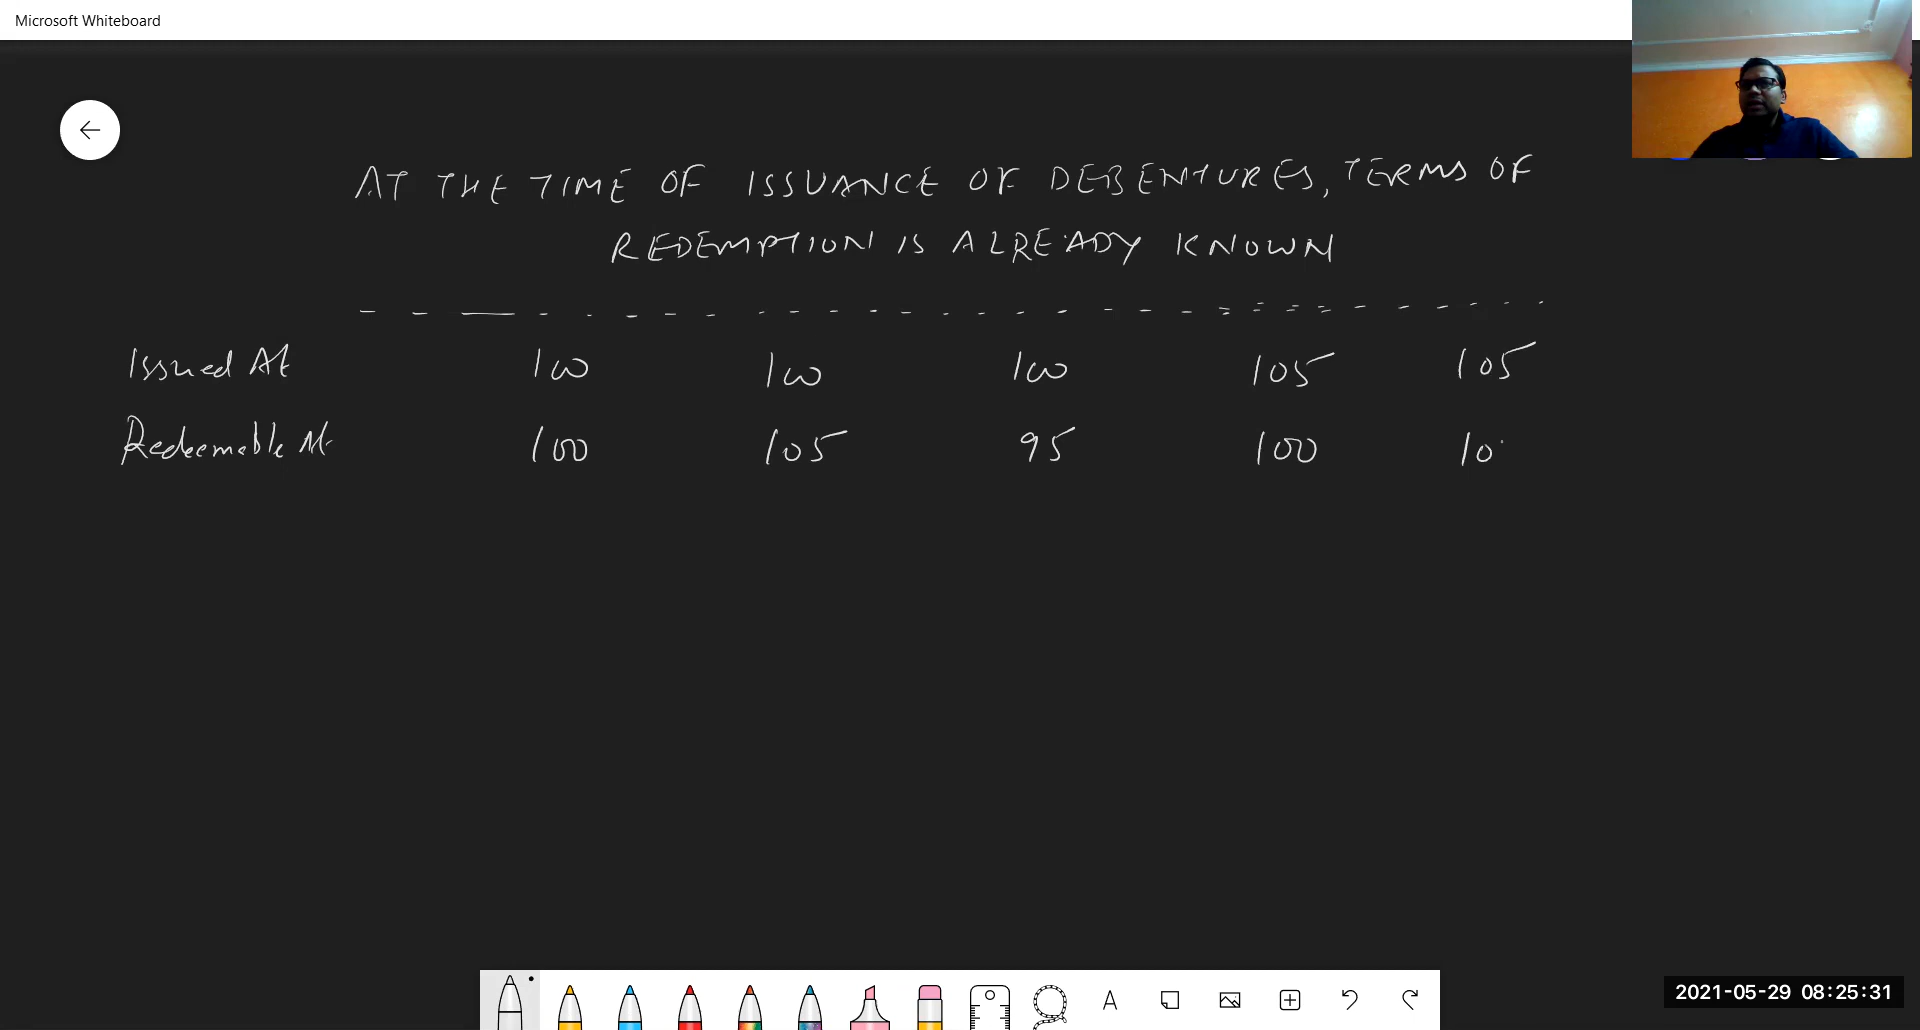 Microsoft Whiteboard
AT THE TIME OF ISSUANCE OF DEBENTURES, TERMS OF
REDEMPTION IS ALREADY KNOWN
Issued At 100 100 100 105 105
Redeemable At 100 105 95 100 10
2021-05-29 08:25:31